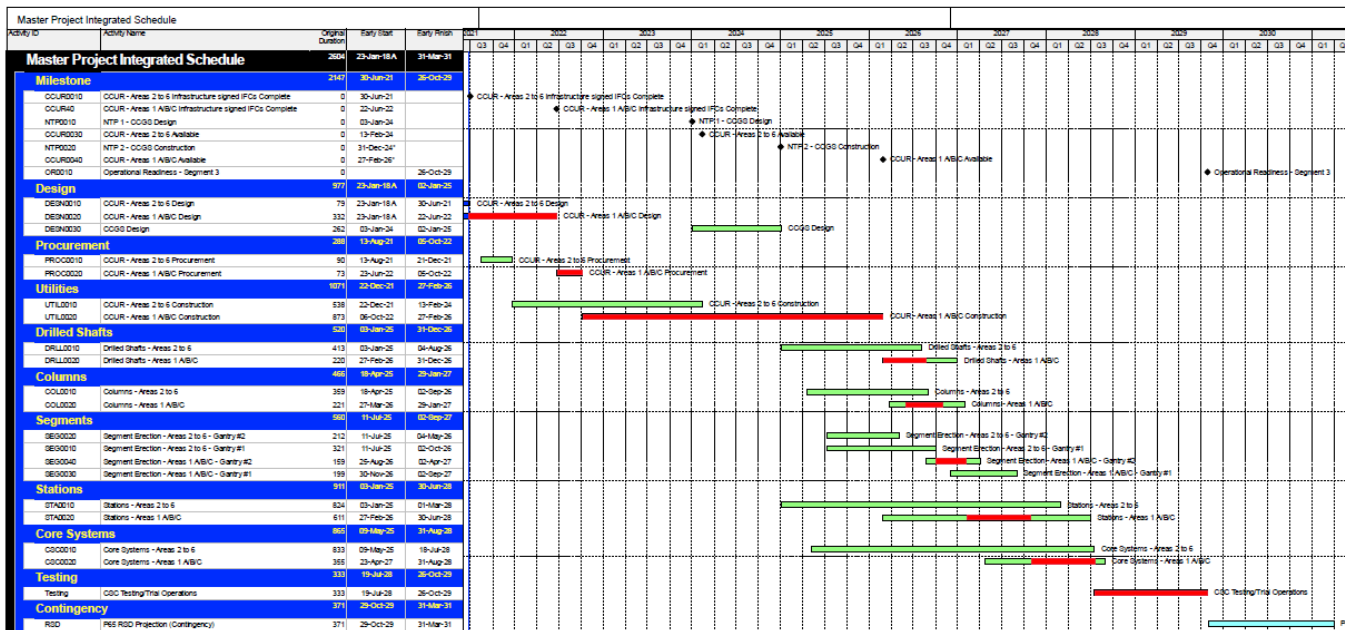 Master Project Integrated Schedule
Activity ID Activity Name Original Duration Early Start Early Finish 2021 2022 2023 2024 2025 2026 2027 2028 2029 2030
Q3 Q4 Q1 Q2 Q3 Q4 Q1 Q2 Q3 Q4 Q1 Q2 Q3 Q4 Q1 Q2 Q3 Q4 Q1 Q2 Q3 Q4 Q1 Q2 Q3 Q4 Q1 Q2 Q3 Q4 Q1 Q2 Q3 Q4 Q1 Q2 Q3 Q4 Q1
Master Project Integrated Schedule 2604 23-Jan-18A 31-Mar-31
Milestone 2147 30-Jun-21 26-Oct-29
CCUR0010 CCUR - Areas 2 to 6 Infrastructure signed IFCs Complete 0 30-Jun-21 CCUR - Areas 2 to 6 Infrastructure signed IFCs Complete
CCUR40 CCUR - Areas 1 A/B/C Infrastructure signed IFCs Complete 0 22-Jun-22 CCUR - Areas 1 A/B/C Infrastructure signed IFCs Complete
NTP0010 NTP 1 - CCGS Design 0 03-Jan-24 NTP 1 - CCGS Design
CCUR0030 CCUR - Areas 2 to 6 Available 0 13-Feb-24 CCUR - Areas 2 to 6 Available
NTP0020 NTP 2 - CCGS Construction 0 31-Dec-24* NTP 2 - CCGS Construction
CCUR0040 CCUR - Areas 1 A/B/C Available 0 27-Feb-26* CCUR - Areas 1 A/B/C Available
OR0010 Operational Readiness - Segment 3 0 26-Oct-29 Operational Readiness - Segment 3
Design 977 23-Jan-18A 02-Jan-25
DESN0010 CCUR - Areas 2 to 6 Design 79 23-Jan-18A 30-Jun-21 CCUR - Areas 2 to 6 Design
DESN0020 CCUR - Areas 1 A/B/C Design 332 23-Jan-18A 22-Jun-22 CCUR - Areas 1 A/B/C Design
DESN0030 CCGS Design 262 03-Jan-24 02-Jan-25 CCGS Design
Procurement 288 13-Aug-21 05-Oct-22
PROC0010 CCUR - Areas 2 to 6 Procurement 90 13-Aug-21 21-Dec-21 CCUR - Areas 2 to 6 Procurement
PROC0020 CCUR - Areas 1 A/B/C Procurement 73 23-Jun-22 05-Oct-22 CCUR - Areas 1 A/B/C Procurement
Utilities 1071 22-Dec-21 27-Feb-26
UTIL0010 CCUR - Areas 2 to 6 Construction 538 22-Dec-21 13-Feb-24 CCUR - Areas 2 to 6 Construction
UTIL0020 CCUR - Areas 1 A/B/C Construction 873 06-Oct-22 27-Feb-26 CCUR - Areas 1 A/B/C Construction
Drilled Shafts 520 03-Jan-25 31-Dec-26
DRLL0010 Drilled Shafts - Areas 2 to 6 413 03-Jan-25 04-Aug-26 Drilled Shafts - Areas 2 to 6
DRLL0020 Drilled Shafts - Areas 1 A/B/C 220 27-Feb-26 31-Dec-26 Drilled Shafts - Areas 1 A/B/C
Columns 466 18-Apr-25 29-Jan-27
COL0010 Columns - Areas 2 to 6 359 18-Apr-25 02-Sep-26 Columns - Areas 2 to 6
COL0020 Columns - Areas 1 A/B/C 221 27-Mar-26 29-Jan-27 Columns - Areas 1 A/B/C
Segments 560 11-Jul-25 02-Sep-27
SEG0020 Segment Erection - Areas 2 to 6 - Gantry #2 212 11-Jul-25 04-May-26 Segment Erection - Areas 2 to 6 - Gantry #2
SEG0010 Segment Erection - Areas 2 to 6 - Gantry #1 321 11-Jul-25 02-Oct-26 Segment Erection - Areas 2 to 6 - Gantry #1
SEG0040 Segment Erection - Areas 1 A/B/C - Gantry #2 159 25-Aug-26 02-Apr-27 Segment Erection - Areas 1 A/B/C - Gantry #2
SEG0030 Segment Erection - Areas 1 A/B/C - Gantry #1 199 30-Nov-26 02-Sep-27 Segment Erection - Areas 1 A/B/C - Gantry #1
Stations 911 03-Jan-25 30-Jun-28
STA0010 Stations - Areas 2 to 6 824 03-Jan-25 01-Mar-28 Stations - Areas 2 to 6
STA0020 Stations - Areas 1 A/B/C 611 27-Feb-26 30-Jun-28 Stations - Areas 1 A/B/C
Core Systems 865 09-May-25 31-Aug-28
CSC0010 Core Systems - Areas 2 to 6 833 09-May-25 18-Jul-28 Core Systems - Areas 2 to 6
CSC0020 Core Systems - Areas 1 A/B/C 355 23-Apr-27 31-Aug-28 Core Systems - Areas 1 A/B/C
Testing 333 19-Jul-28 26-Oct-29
Testing CSC Testing/Trial Operations 333 19-Jul-28 26-Oct-29 CSC Testing/Trial Operations
Contingency 371 29-Oct-29 31-Mar-31
RSD P65 RSD Projection (Contingency) 371 29-Oct-29 31-Mar-31 P